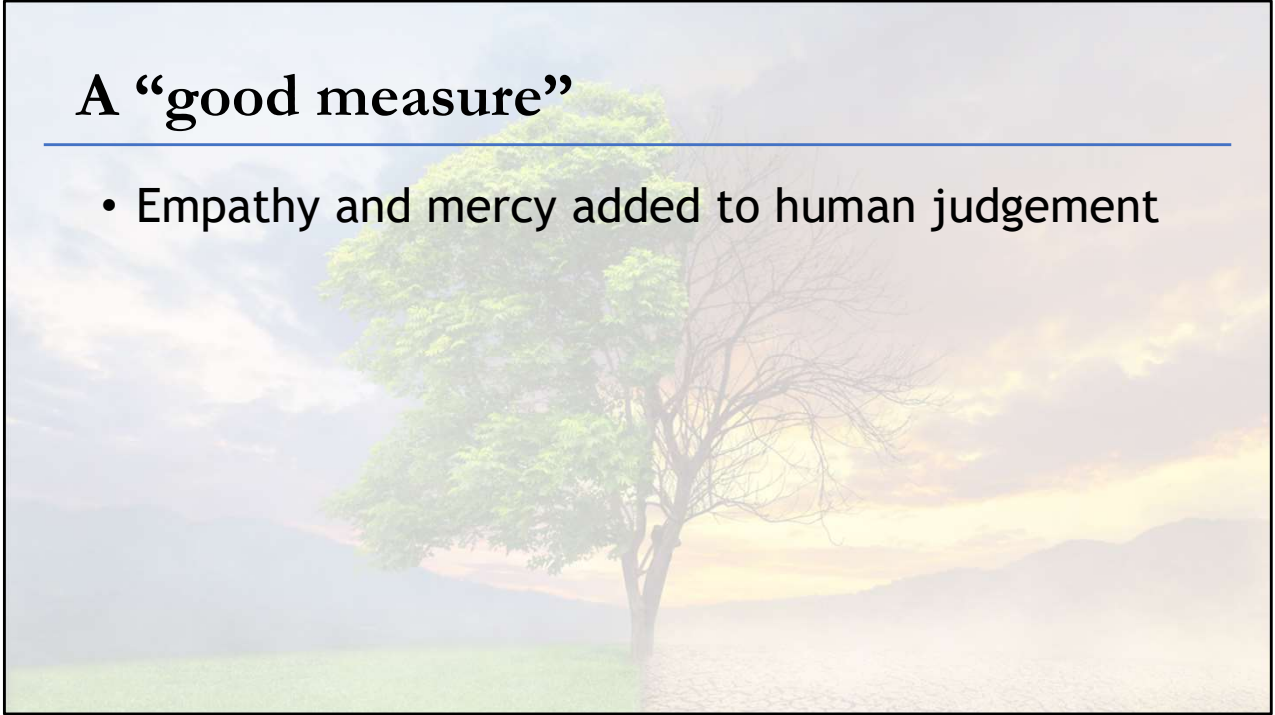 A “good measure”
• Empathy and mercy added to human judgement